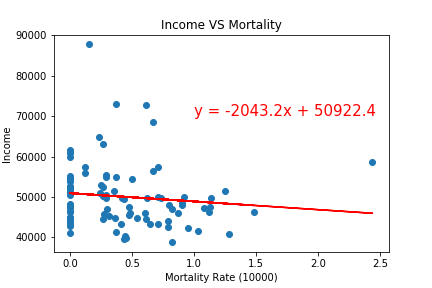 Income VS Mortality
90000
80000
70000
60000
50000
40000
Income
y = -2043.2x + 50922.4
0.0 0.5 1.0 1.5 2.0 2.5
Mortality Rate (10000)